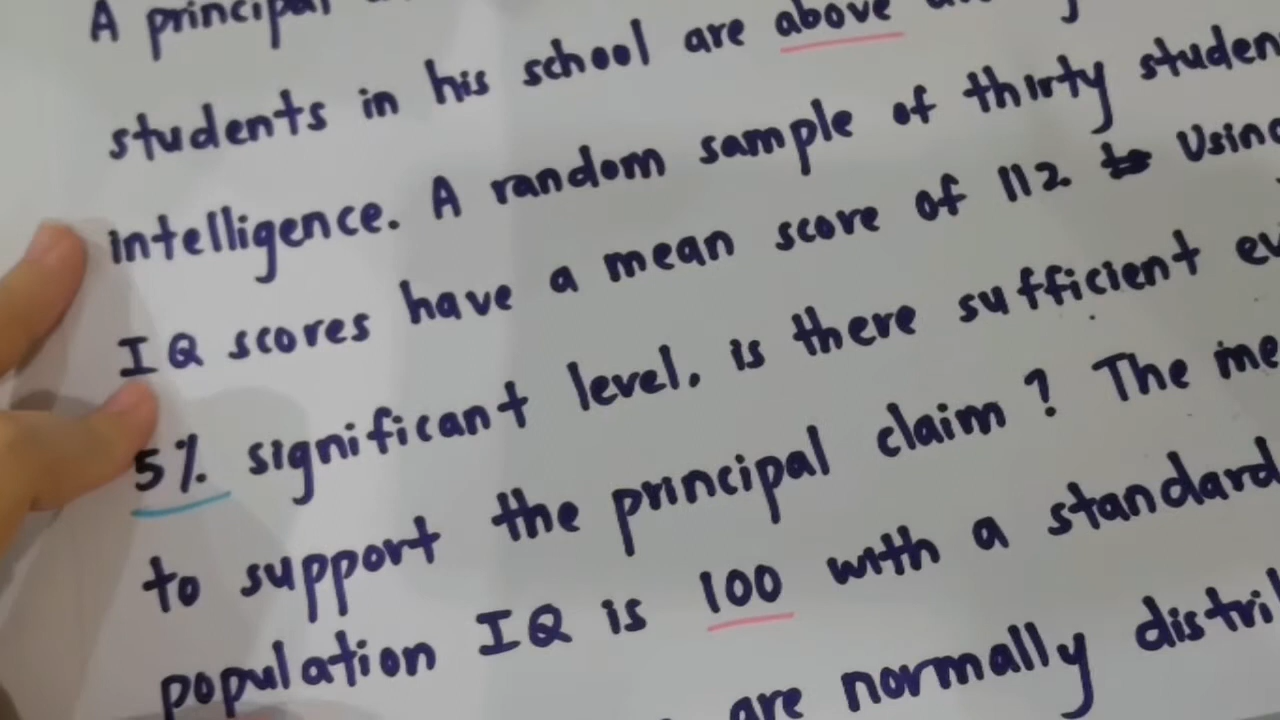 A principal
students in his school are above
intelligence. A random sample of thirty
IQ scores have a mean score of 112. Using
5% significant level, is there sufficient
to support the principal claim? The
population IQ is 100 with a standard
are normally